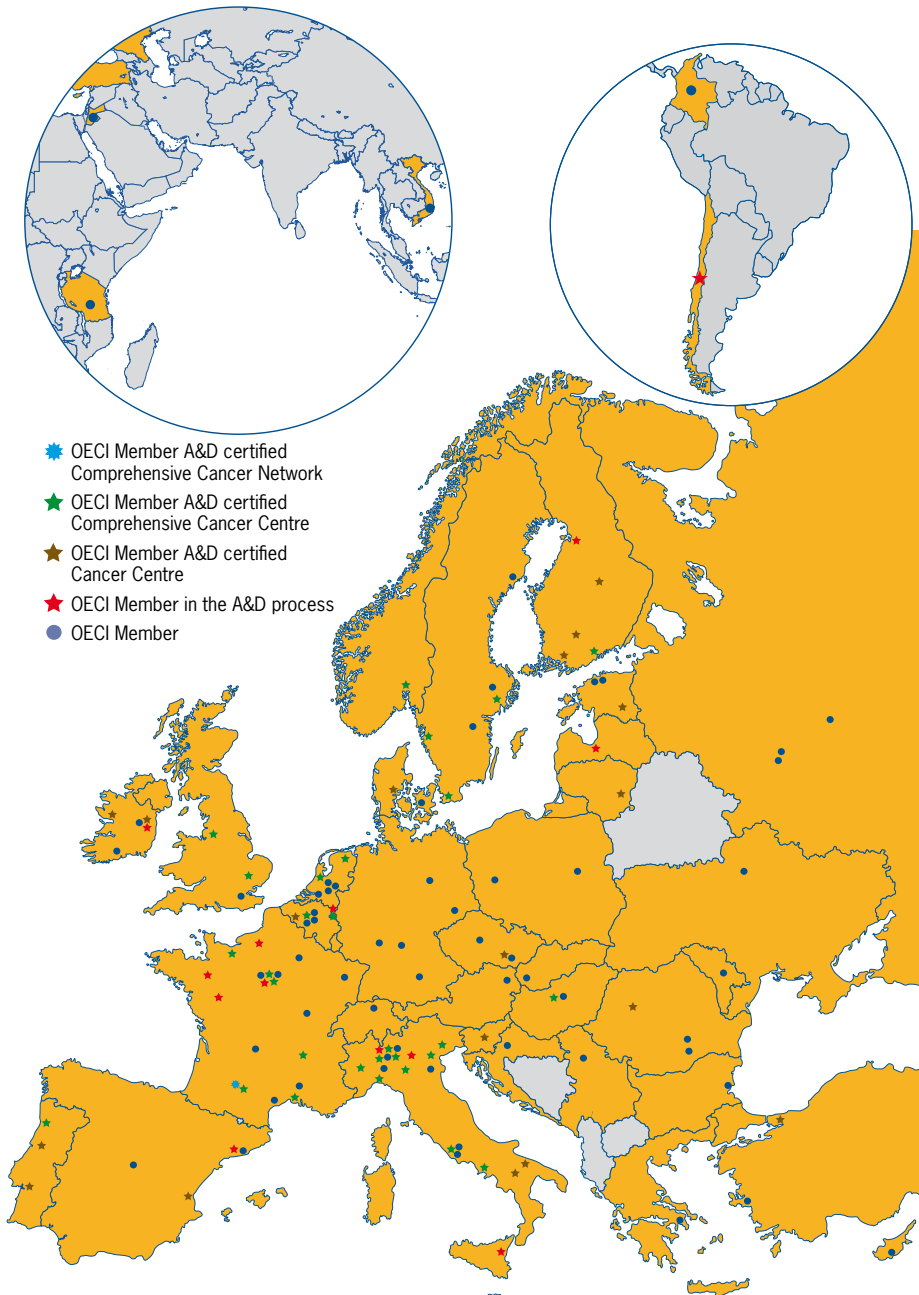 OECI Member A&D certified
Comprehensive Cancer Network
OECI Member A&D certified
Comprehensive Cancer Centre
OECI Member A&D certified
Cancer Centre
OECI Member in the A&D process
OECI Member